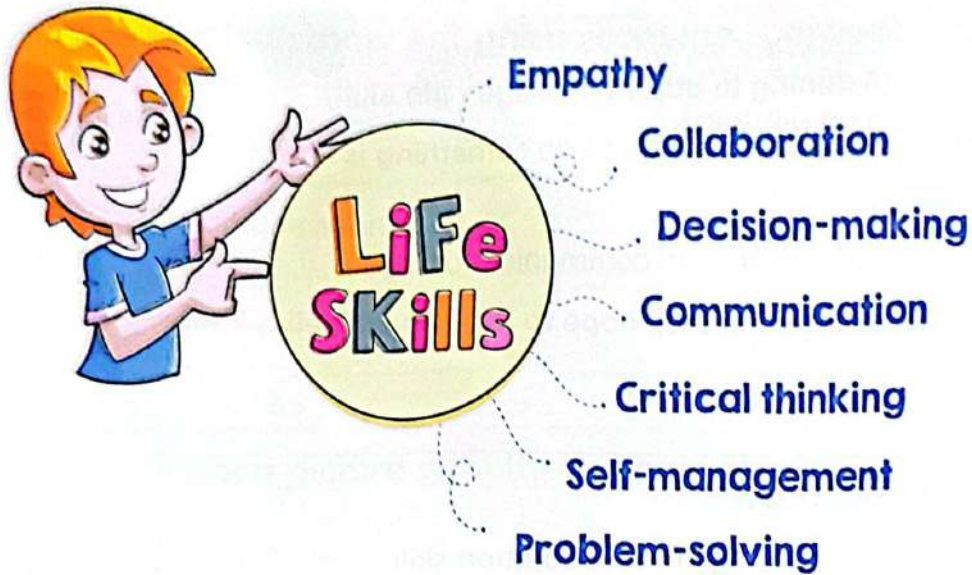 Empathy
Collaboration
Decision-making
LiFe
SKills
Communication
Critical thinking
Self-management
Problem-solving